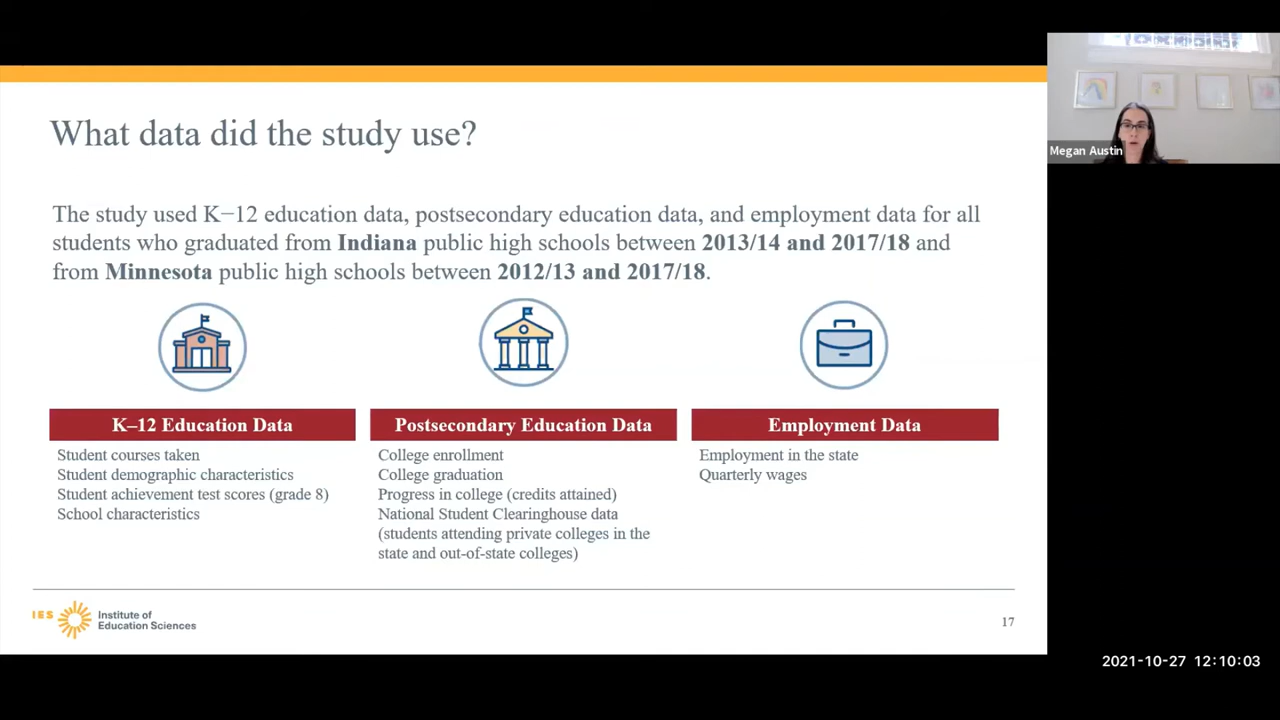 What data did the study use?
The study used K–12 education data, postsecondary education data, and employment data for all
students who graduated from Indiana public high schools between 2013/14 and 2017/18 and
from Minnesota public high schools between 2012/13 and 2017/18.
K–12 Education Data
Student courses taken
Student demographic characteristics
Student achievement test scores (grade 8)
School characteristics
Postsecondary Education Data
College enrollment
College graduation
Progress in college (credits attained)
National Student Clearinghouse data
(students attending private colleges in the
state and out-of-state colleges)
Employment Data
Employment in the state
Quarterly wages
IES
Institute of
Education Sciences
17
Megan Austin
2021-10-27 12:10:03